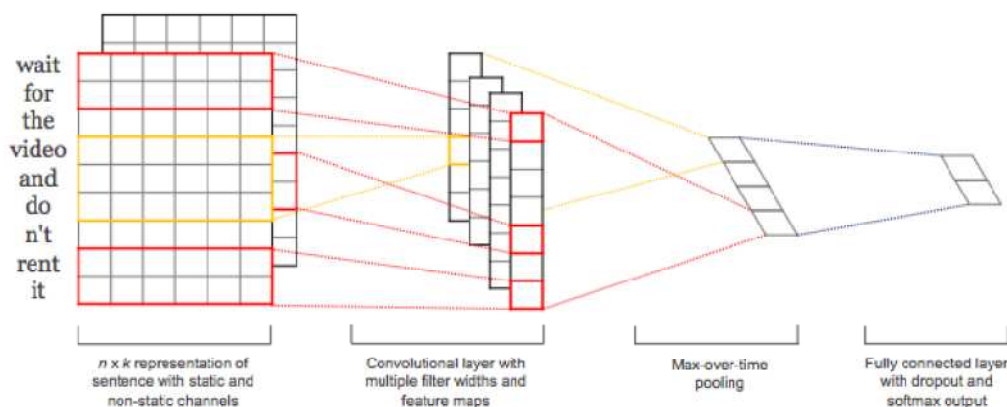 wait
for
the
video
and
do
n't
rent
it
n x k representation of
sentence with static and
non-static channels
Convolutional layer with
multiple filter widths and
feature maps
Max-over-time
pooling
Fully connected layer
with dropout and
softmax output